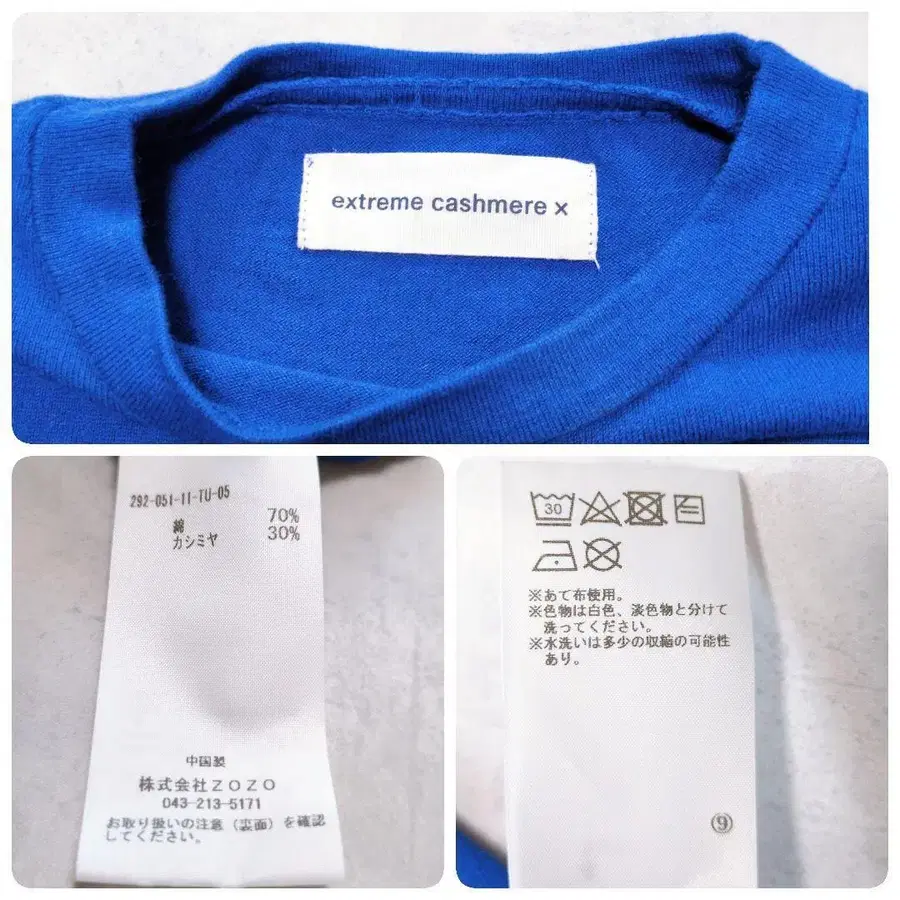 extreme cashmere x
292-051-11-TU-05
綿 70%
カシミヤ 30%
中国製
株式会社ZOZO
043-213-5171
お取り扱いの注意（裏面）を確認
してください。
30
※あて布使用。
※色物は白色、淡色物と分けて
洗ってください。
※水洗いは多少の収縮の可能性
あり。
⑨